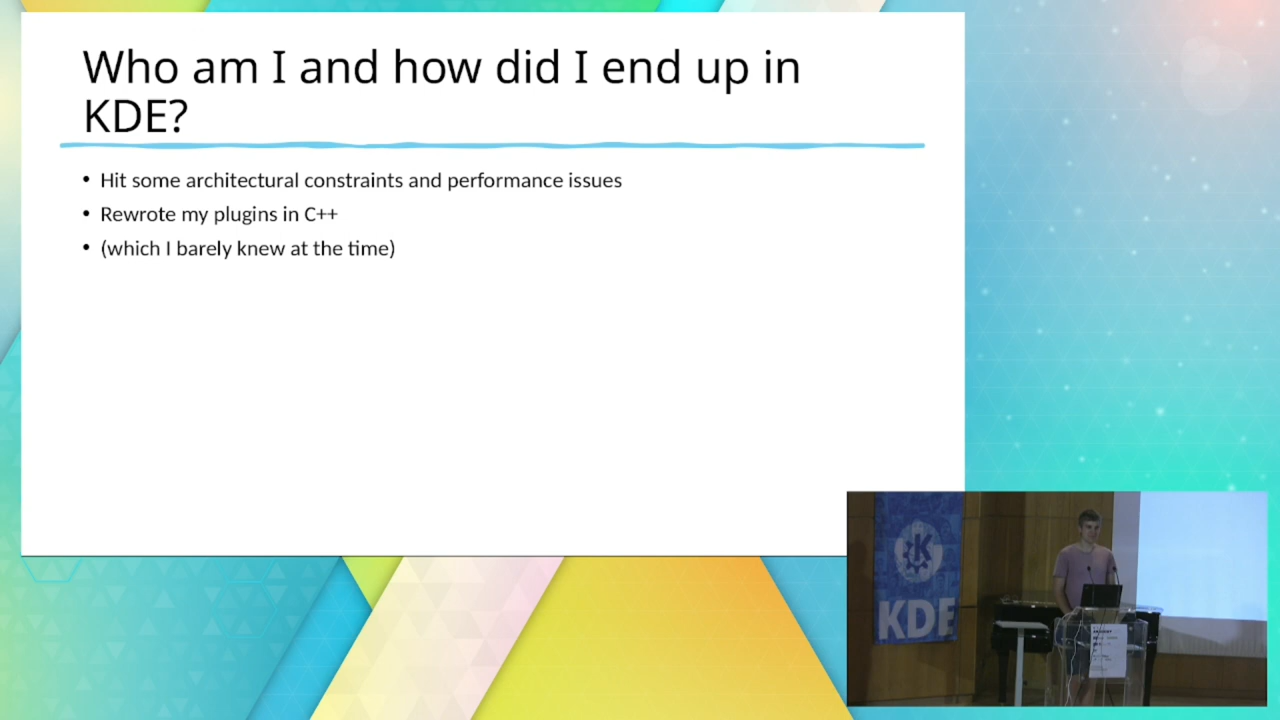 Who am I and how did I end up in
KDE?
• Hit some architectural constraints and performance issues
• Rewrote my plugins in C++
• (which I barely knew at the time)
K
KDE